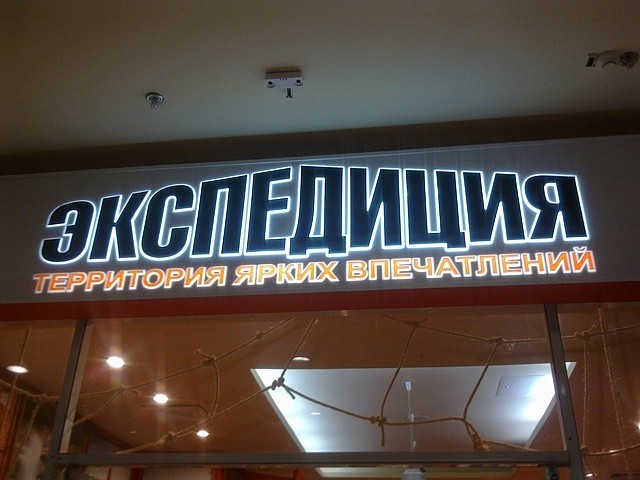 ЭКСПЕДИЦИЯ
ТЕРРИТОРИЯ ЯРКИХ ВПЕЧАТЛЕНИЙ